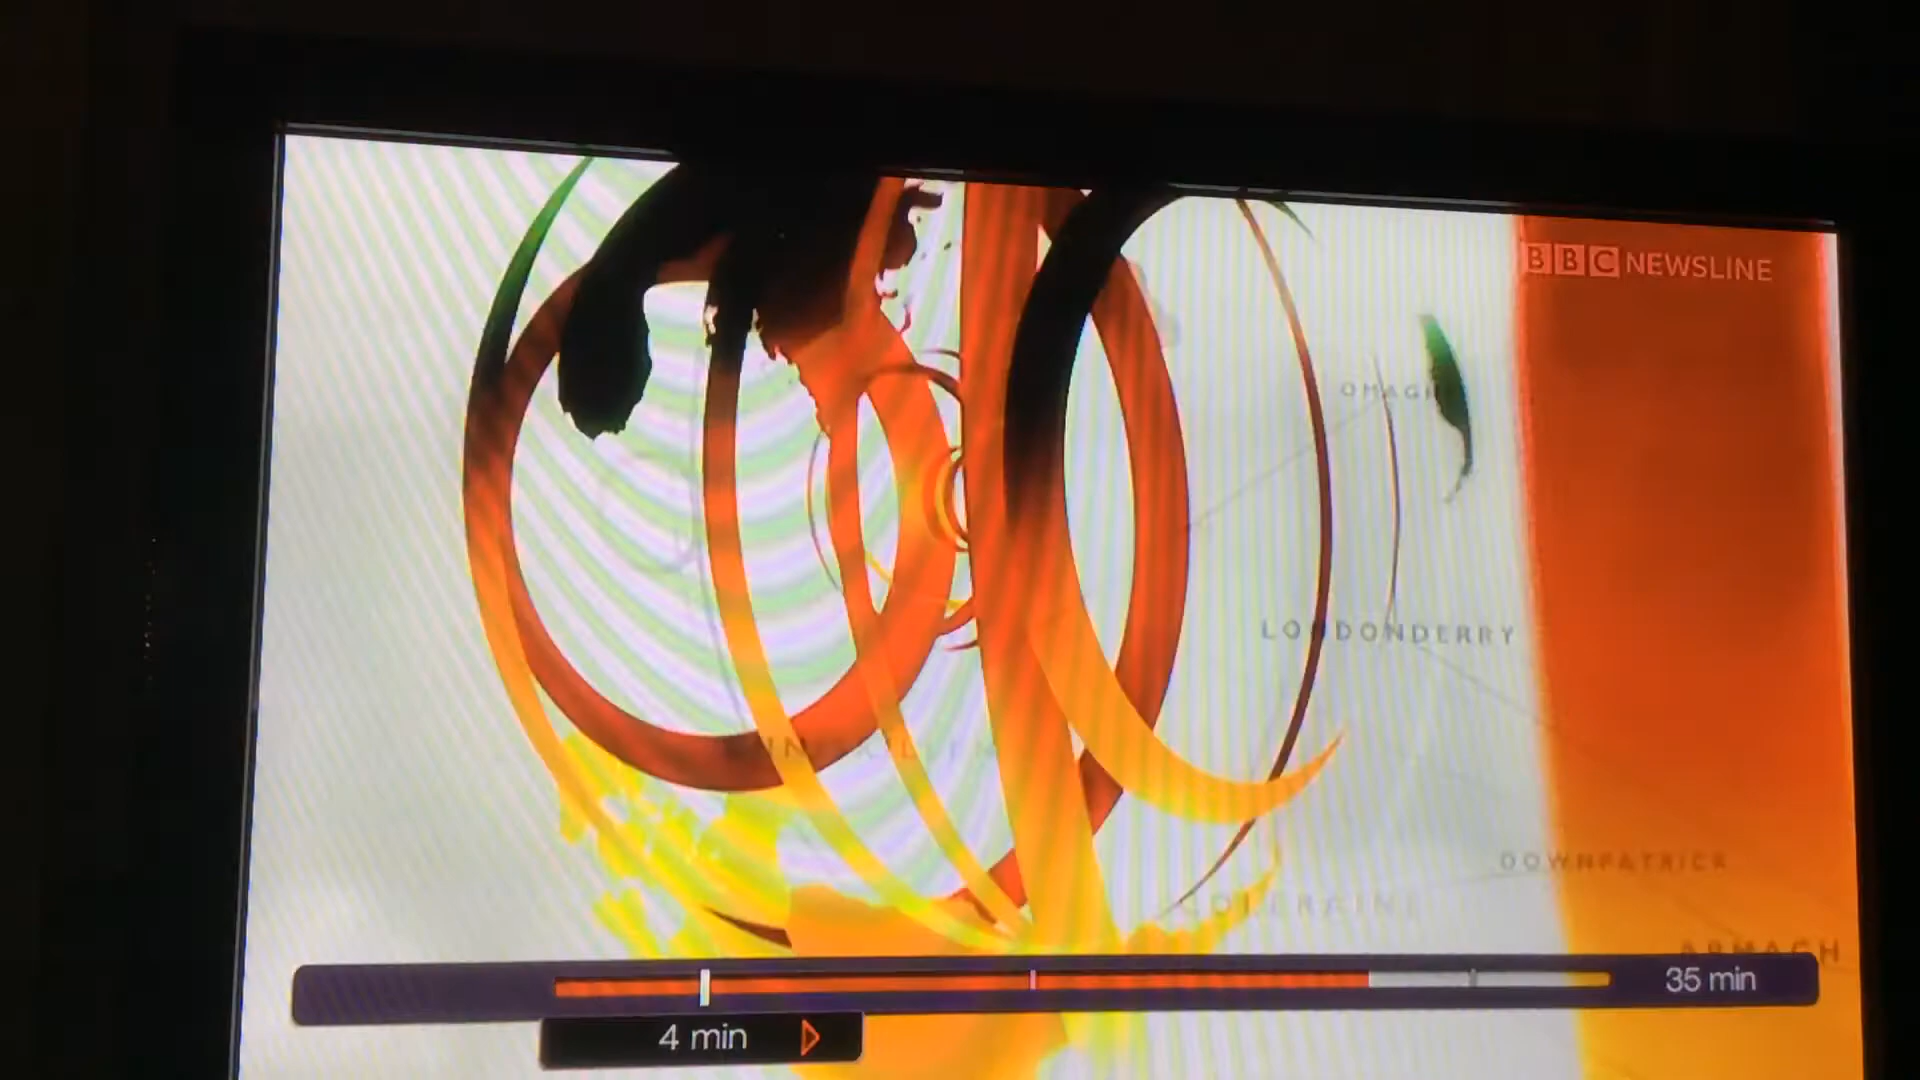 BBC NEWSLINE
OMAGH
LONDONDERRY
DOWNPATRICK
COLERAINE
ARMAGH
35 min
4 min